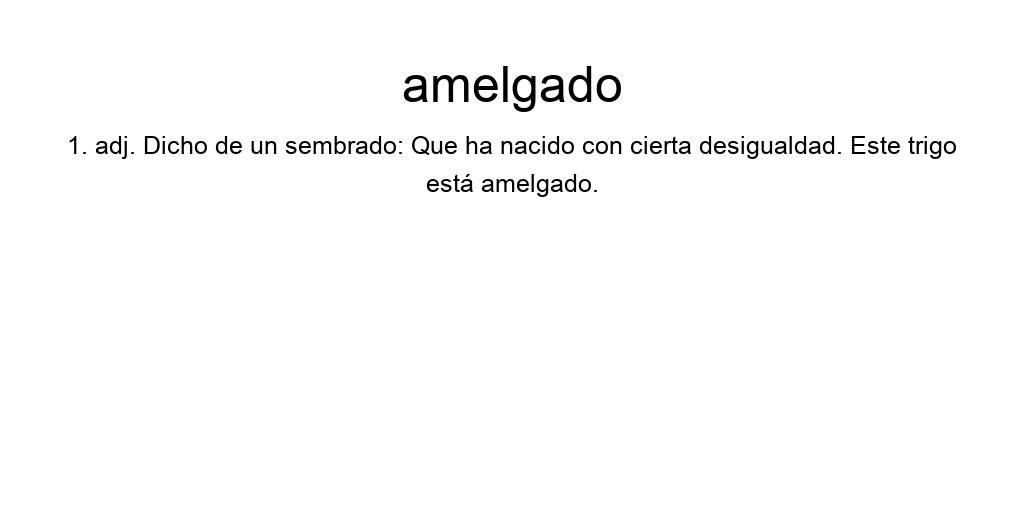 amelgado
1. adj. Dicho de un sembrado: Que ha nacido con cierta desigualdad. Este trigo
está amelgado.